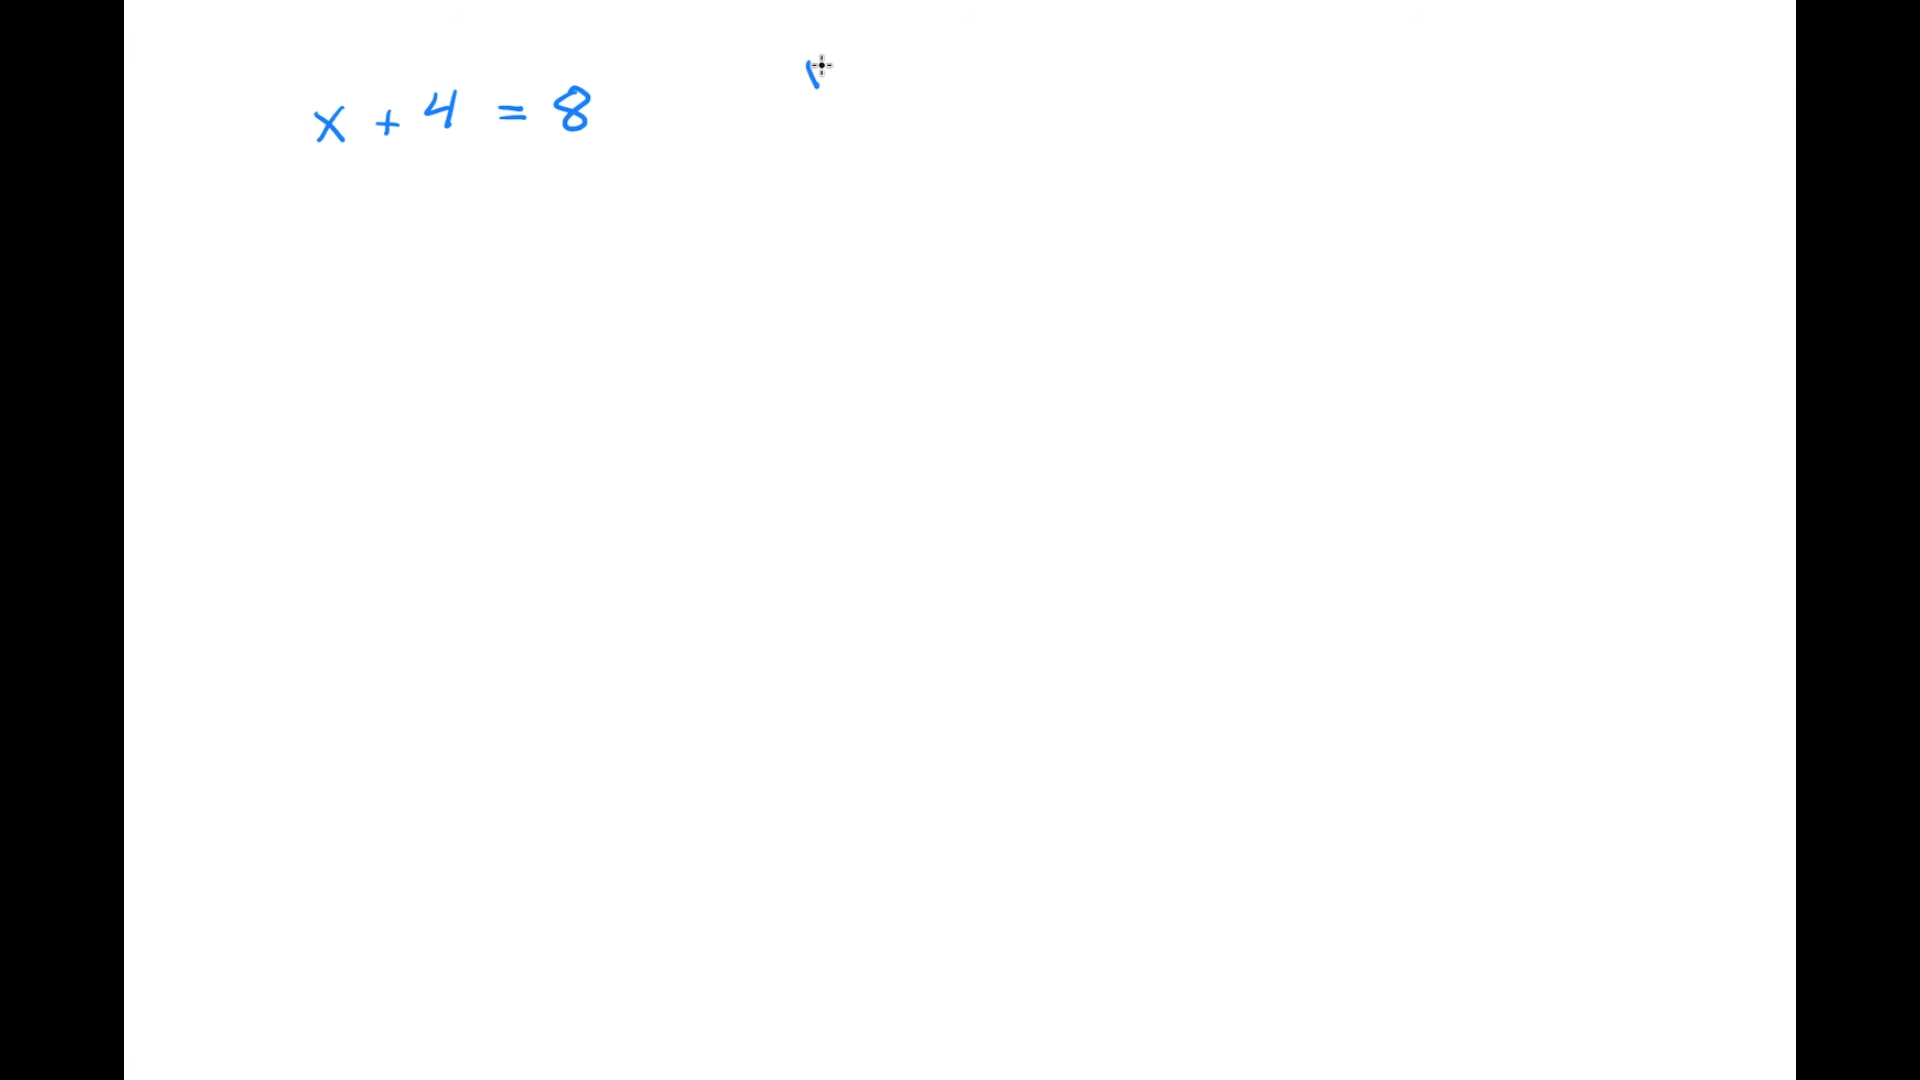 x + 4 = 8